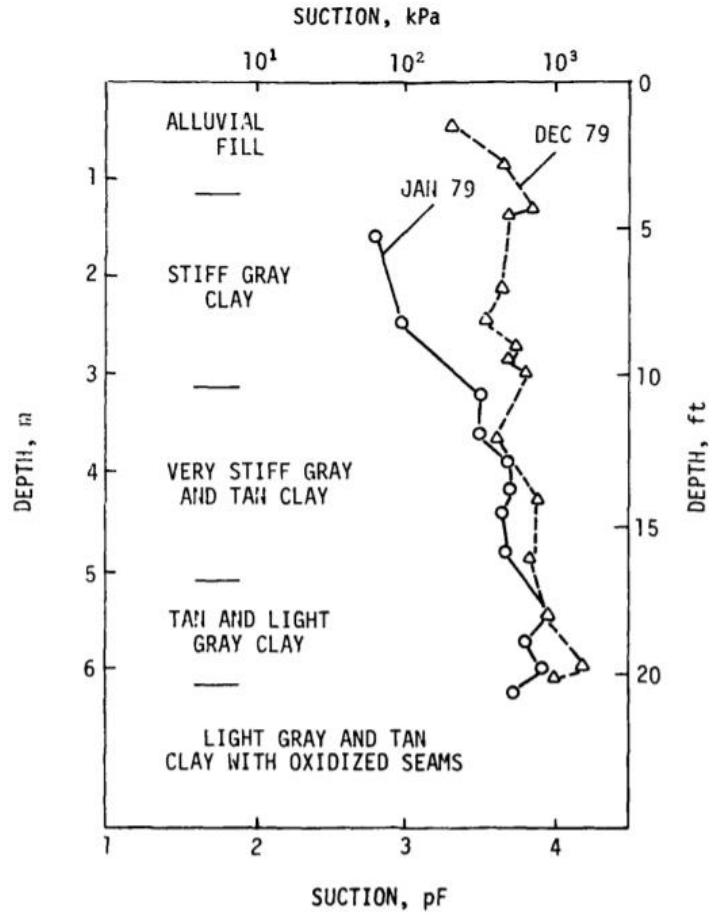 SUCTION, kPa
10¹ 10² 10³
0
ALLUVIAL
FILL
DEC 79
1
JAN 79
5
2
STIFF GRAY
CLAY
3
10
DEPTH, m
4
VERY STIFF GRAY
AND TAN CLAY
DEPTH, ft
15
5
TAN AND LIGHT
GRAY CLAY
6
20
LIGHT GRAY AND TAN
CLAY WITH OXIDIZED SEAMS
1 2 3 4
SUCTION, pF